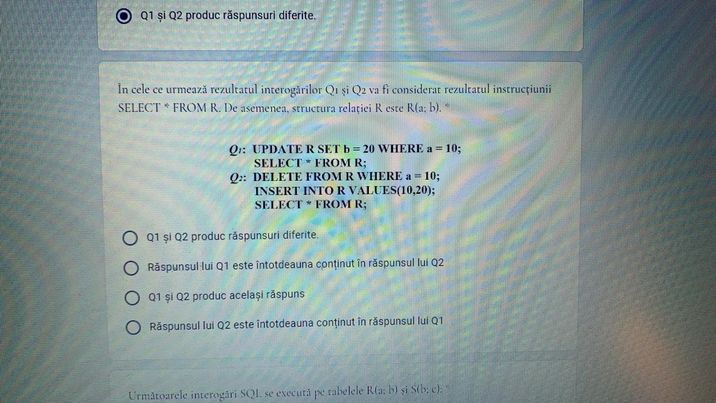 Q1 și Q2 produc răspunsuri diferite.
În cele ce urmează rezultatul interogărilor Q1 și Q2 va fi considerat rezultatul instrucțiunii
SELECT * FROM R. De asemenea, structura relației R este R(a; b). *
Q1: UPDATE R SET b = 20 WHERE a = 10;
SELECT * FROM R;
Q2: DELETE FROM R WHERE a = 10;
INSERT INTO R VALUES(10,20);
SELECT * FROM R;
Q1 și Q2 produc răspunsuri diferite.
Răspunsul lui Q1 este întotdeauna conținut în răspunsul lui Q2
Q1 și Q2 produc același răspuns
Răspunsul lui Q2 este întotdeauna conținut în răspunsul lui Q1
Următoarele interogări SQL se execută pe tabelele R(a; b) și S(b; c): *